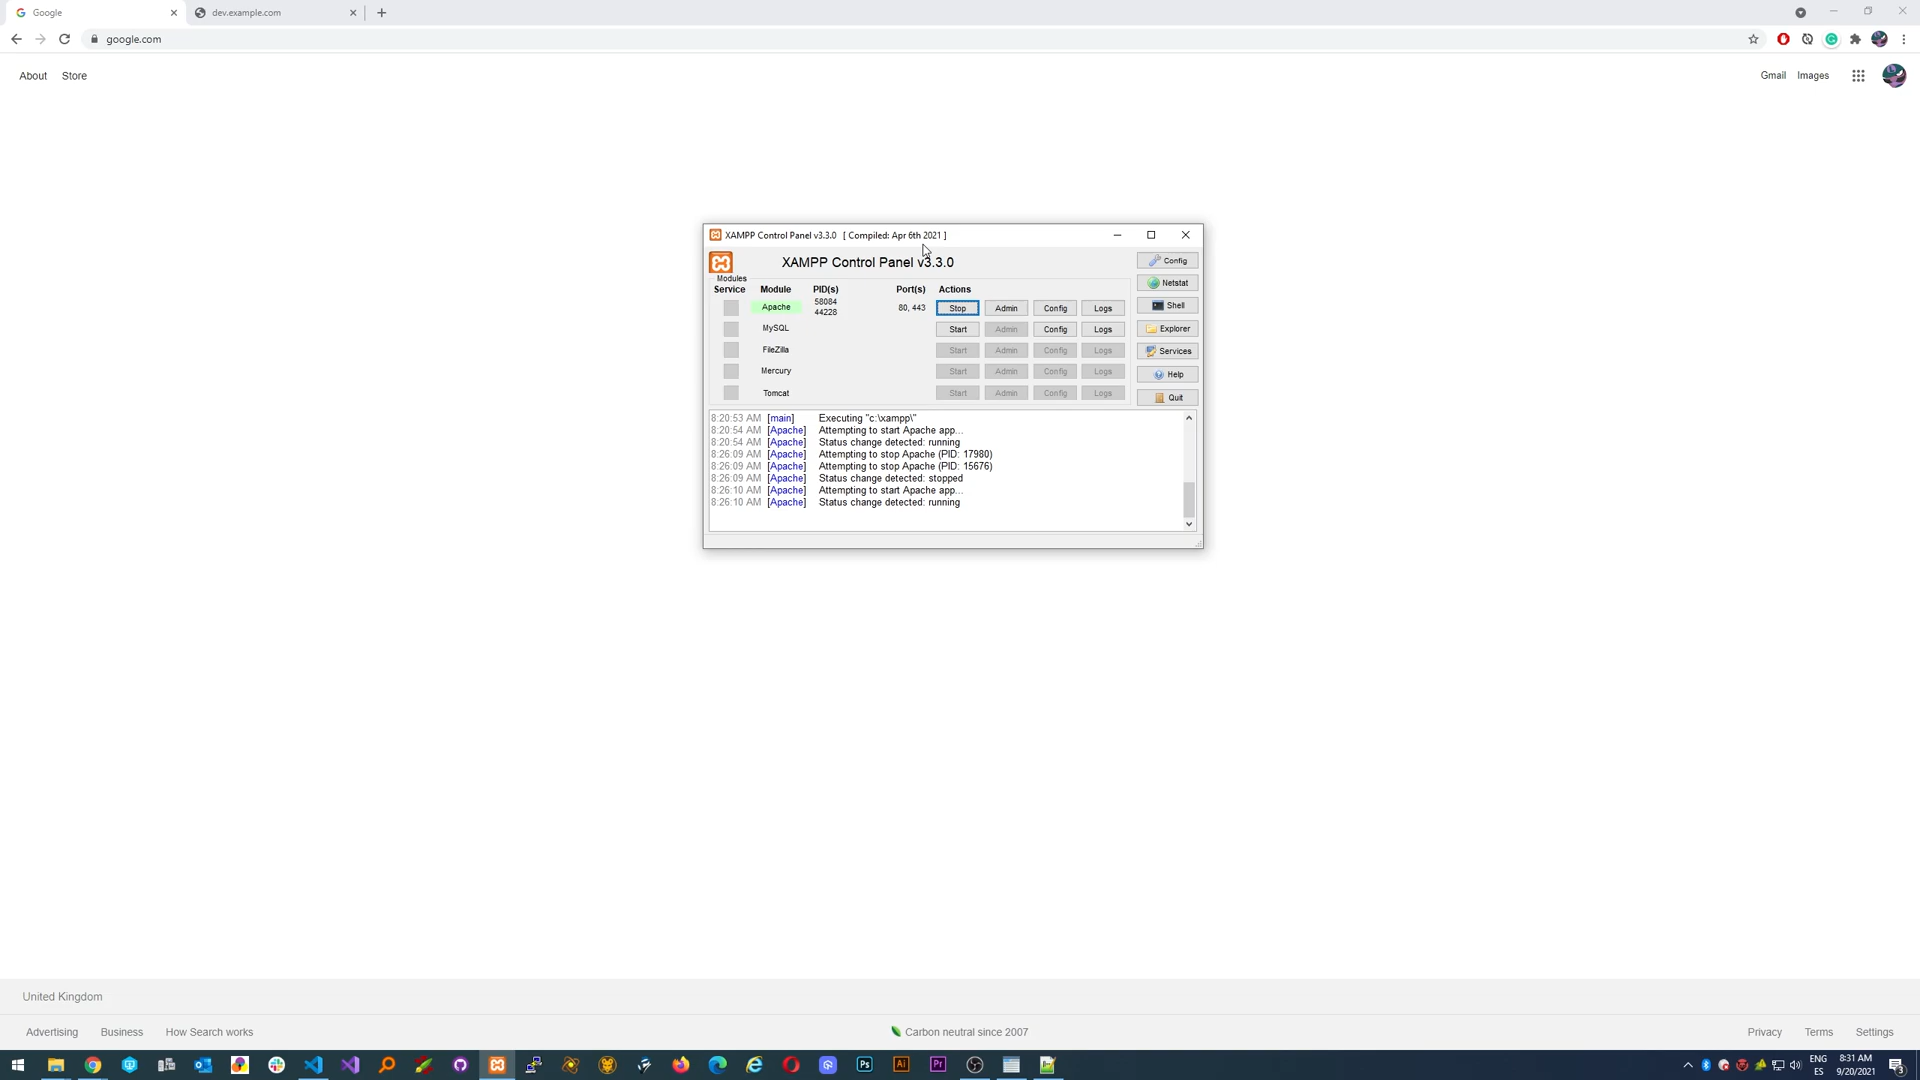 Google
dev.example.com
google.com
About Store
Gmail Images
XAMPP Control Panel v3.3.0 [ Compiled: Apr 6th 2021 ]
XAMPP Control Panel v3.3.0
Config
Modules
Service Module PID(s) Port(s) Actions
Netstat
Apache 58084 44228 80, 443 Stop Admin Config Logs
Shell
MySQL Start Admin Config Logs
Explorer
FileZilla Start Admin Config Logs
Services
Mercury Start Admin Config Logs
Help
Tomcat Start Admin Config Logs
Quit
8:20:53 AM [main] Executing "c:\xampp\"
8:20:54 AM [Apache] Attempting to start Apache app...
8:20:54 AM [Apache] Status change detected: running
8:26:09 AM [Apache] Attempting to stop Apache (PID: 17980)
8:26:09 AM [Apache] Attempting to stop Apache (PID: 15676)
8:26:09 AM [Apache] Status change detected: stopped
8:26:10 AM [Apache] Attempting to start Apache app...
8:26:10 AM [Apache] Status change detected: running
United Kingdom
Advertising Business How Search works
Carbon neutral since 2007
Privacy Terms Settings
Ps Ai Pr
ENG 8:31 AM
ES 9/20/2021
3